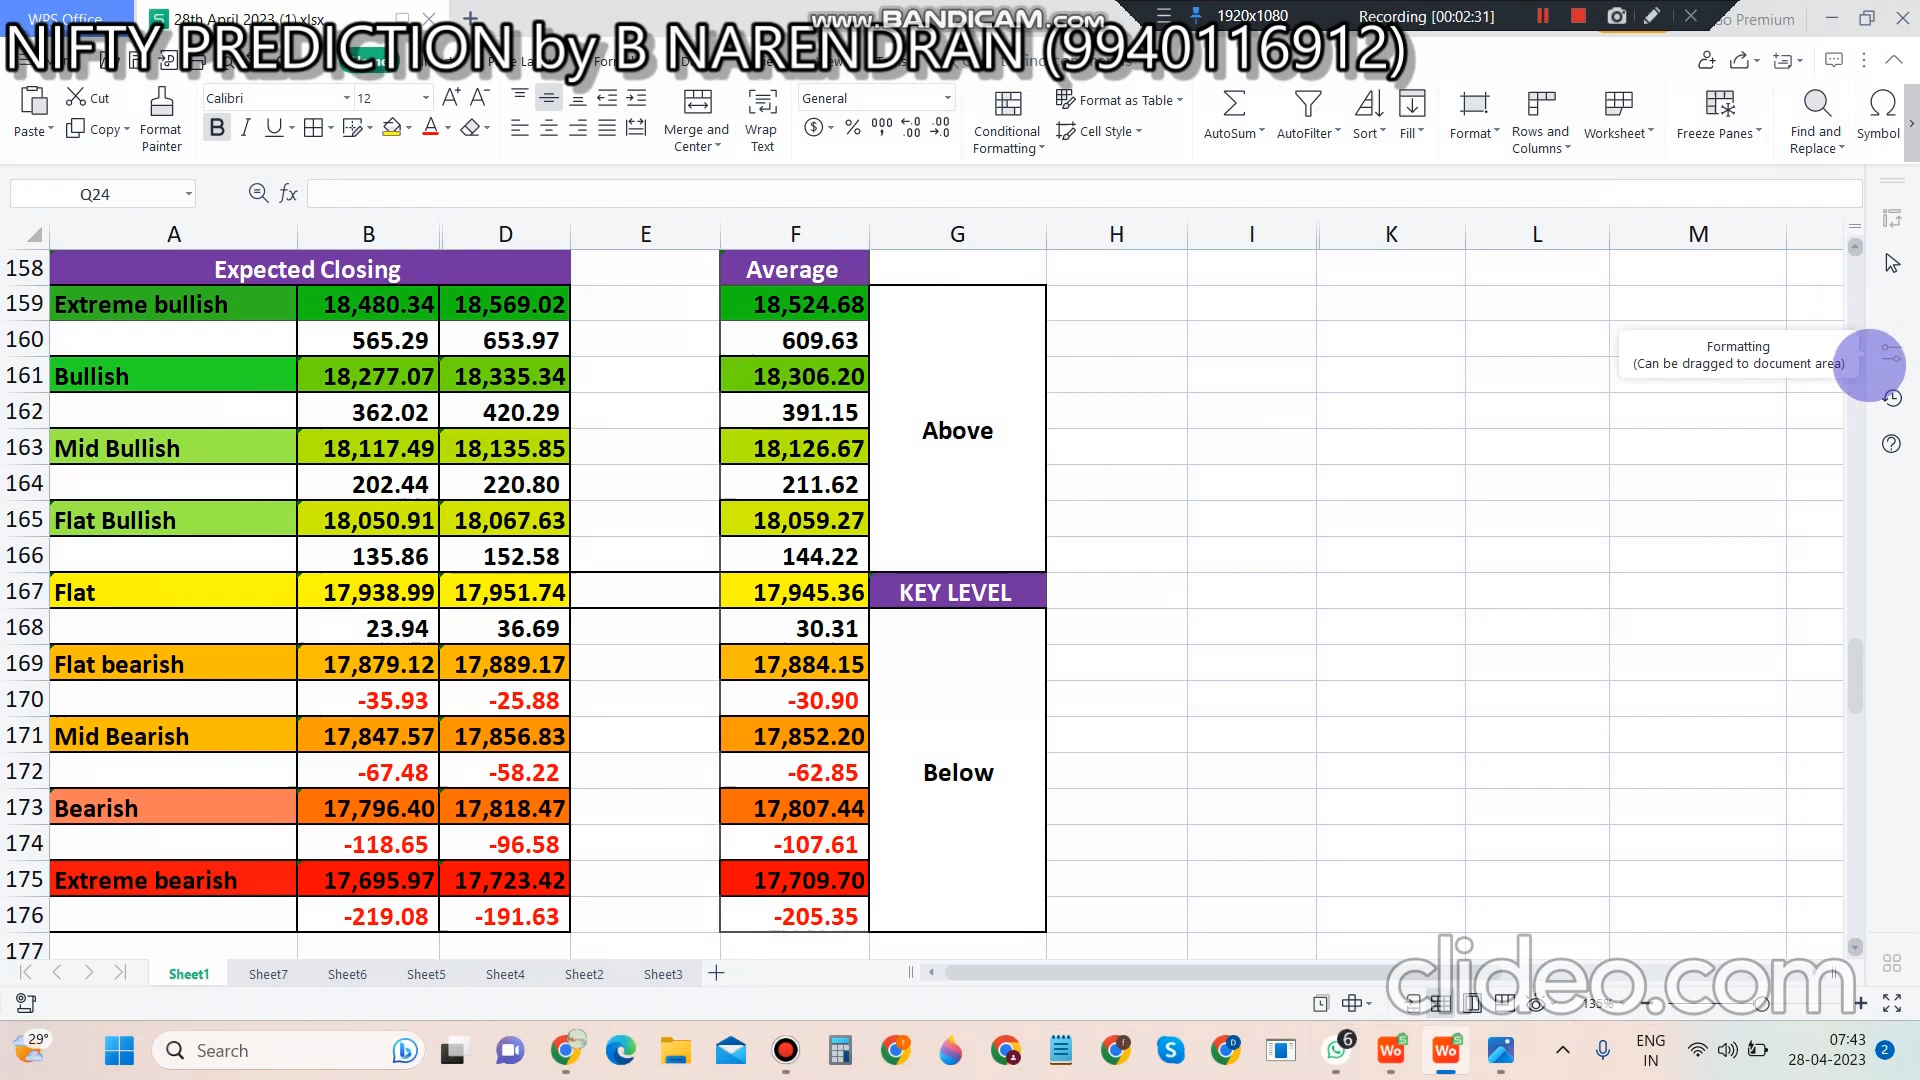 WPS Office
28th April 2023 (1).xlsx
www.BANDICAM.com
1920x1080
Recording [00:02:31]
Premium
NIFTY PREDICTION by B NARENDRAN (9940116912)
Paste
Cut
Copy
Format Painter
Calibri
12
Merge and Center
Wrap Text
General
Conditional Formatting
Format as Table
Cell Style
AutoSum
AutoFilter
Sort
Fill
Format
Rows and Columns
Worksheet
Freeze Panes
Find and Replace
Symbol
Q24
fx
A B D E F G H I K L M
158 Expected Closing Average
159 Extreme bullish 18,480.34 18,569.02 18,524.68
160 565.29 653.97 609.63
161 Bullish 18,277.07 18,335.34 18,306.20
162 362.02 420.29 391.15
163 Mid Bullish 18,117.49 18,135.85 18,126.67
Above
164 202.44 220.80 211.62
165 Flat Bullish 18,050.91 18,067.63 18,059.27
166 135.86 152.58 144.22
167 Flat 17,938.99 17,951.74 17,945.36 KEY LEVEL
168 23.94 36.69 30.31
169 Flat bearish 17,879.12 17,889.17 17,884.15
170 -35.93 -25.88 -30.90
171 Mid Bearish 17,847.57 17,856.83 17,852.20
172 -67.48 -58.22 -62.85
Below
173 Bearish 17,796.40 17,818.47 17,807.44
174 -118.65 -96.58 -107.61
175 Extreme bearish 17,695.97 17,723.42 17,709.70
176 -219.08 -191.63 -205.35
177
Formatting
(Can be dragged to document area)
Sheet1 Sheet7 Sheet6 Sheet5 Sheet4 Sheet2 Sheet3
135%
clideo.com
29°
Search
6
ENG
IN
07:43
28-04-2023
2